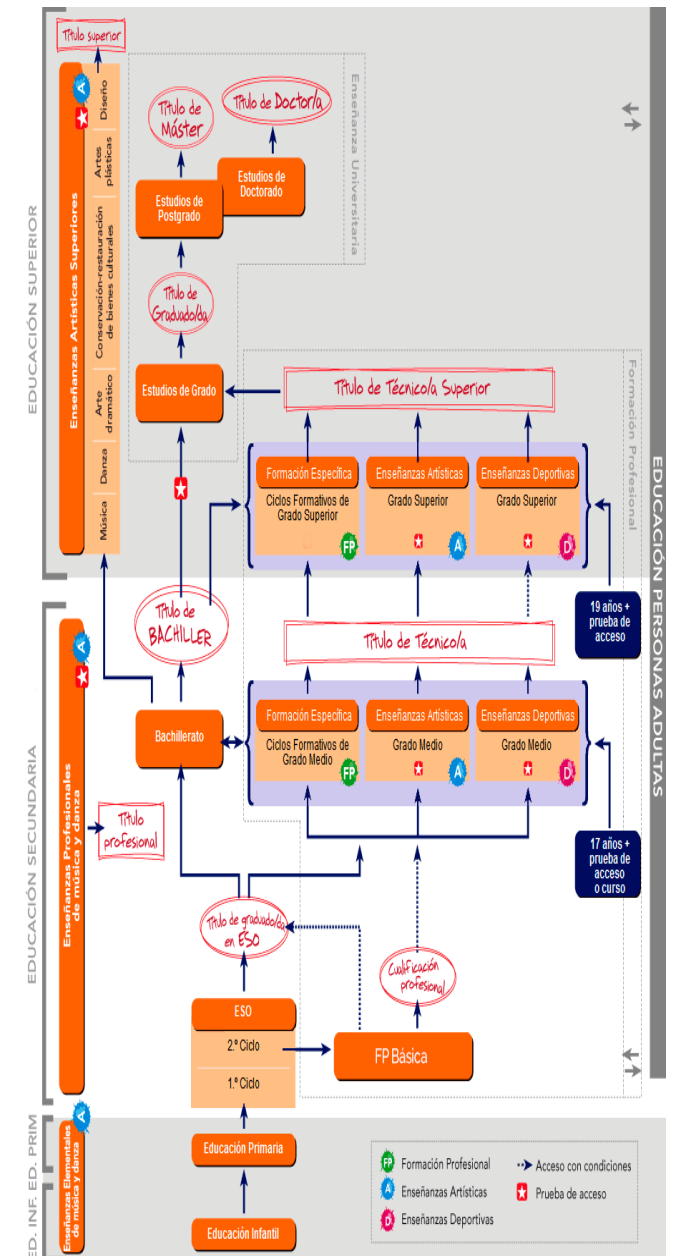 Título superior
EDUCACIÓN SUPERIOR
Enseñanzas Artísticas Superiores
A
Música
Danza
Arte
dramático
Conservación-restauración
de bienes culturales
Artes
plásticas
Diseño
Enseñanza Universitaria
Título de
Máster
Título de Doctor/a
Estudios de
Postgrado
Estudios de
Doctorado
Título de
Graduado/da
Estudios de Grado
Formación Profesional
Título de Técnico/a Superior
Formación Específica
Ciclos Formativos de
Grado Superior
FP
Enseñanzas Artísticas
Grado Superior
A
Enseñanzas Deportivas
Grado Superior
D
19 años +
prueba de
acceso
EDUCACIÓN PERSONAS ADULTAS
Título de
BACHILLER
Título de Técnico/a
EDUCACIÓN SECUNDARIA
Enseñanzas Profesionales
de música y danza
A
Título
profesional
Bachillerato
Formación Específica
Ciclos Formativos de
Grado Medio
FP
Enseñanzas Artísticas
Grado Medio
A
Enseñanzas Deportivas
Grado Medio
D
17 años +
prueba de
acceso
o curso
Título de graduado/da
en ESO
Cualificación
profesional
ESO
2.º Ciclo
1.º Ciclo
FP Básica
ED. INF. ED. PRIM
Enseñanzas Elementales
de música y danza
A
Educación Primaria
Educación Infantil
FP Formación Profesional
A Enseñanzas Artísticas
D Enseñanzas Deportivas
Acceso con condiciones
Prueba de acceso